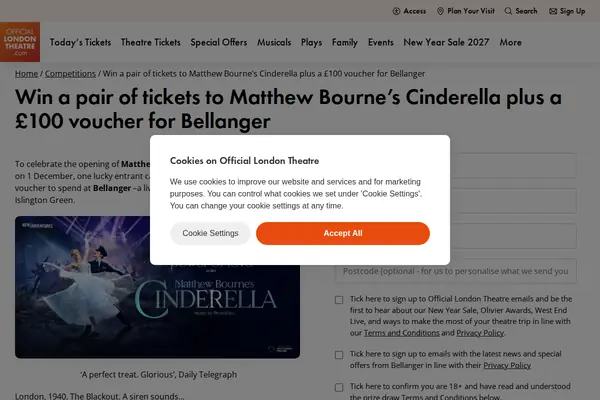 Access Plan Your Visit Search Sign Up
OFFICIAL
LONDON
THEATRE
.com
Today's Tickets Theatre Tickets Special Offers Musicals Plays Family Events New Year Sale 2027 More
Home / Competitions / Win a pair of tickets to Matthew Bourne's Cinderella plus a £100 voucher for Bellanger
Win a pair of tickets to Matthew Bourne's Cinderella plus a
£100 voucher for Bellanger
To celebrate the opening of Matthe
on 1 December, one lucky entrant ca
voucher to spend at Bellanger –a li
Islington Green.
Cookies on Official London Theatre
We use cookies to improve our website and services and for marketing
purposes. You can control what cookies we set under 'Cookie Settings'.
You can change your cookie settings at any time.
Cookie Settings Accept All
NEW ADVENTURES
Matthew Bourne's
CINDERELLA
‘A perfect treat. Glorious’, Daily Telegraph
London, 1940. The Blackout. A siren sounds…
Postcode (optional - for us to personalise what we send you
Tick here to sign up to Official London Theatre emails and be the
first to hear about our New Year Sale, Olivier Awards, West End
Live, and ways to make the most of your theatre trip in line with
our Terms and Conditions and Privacy Policy.
Tick here to sign up to emails with the latest news and special
offers from Bellanger in line with their Privacy Policy
Tick here to confirm you are 18+ and have read and understood
the prize draw Terms and Conditions below.